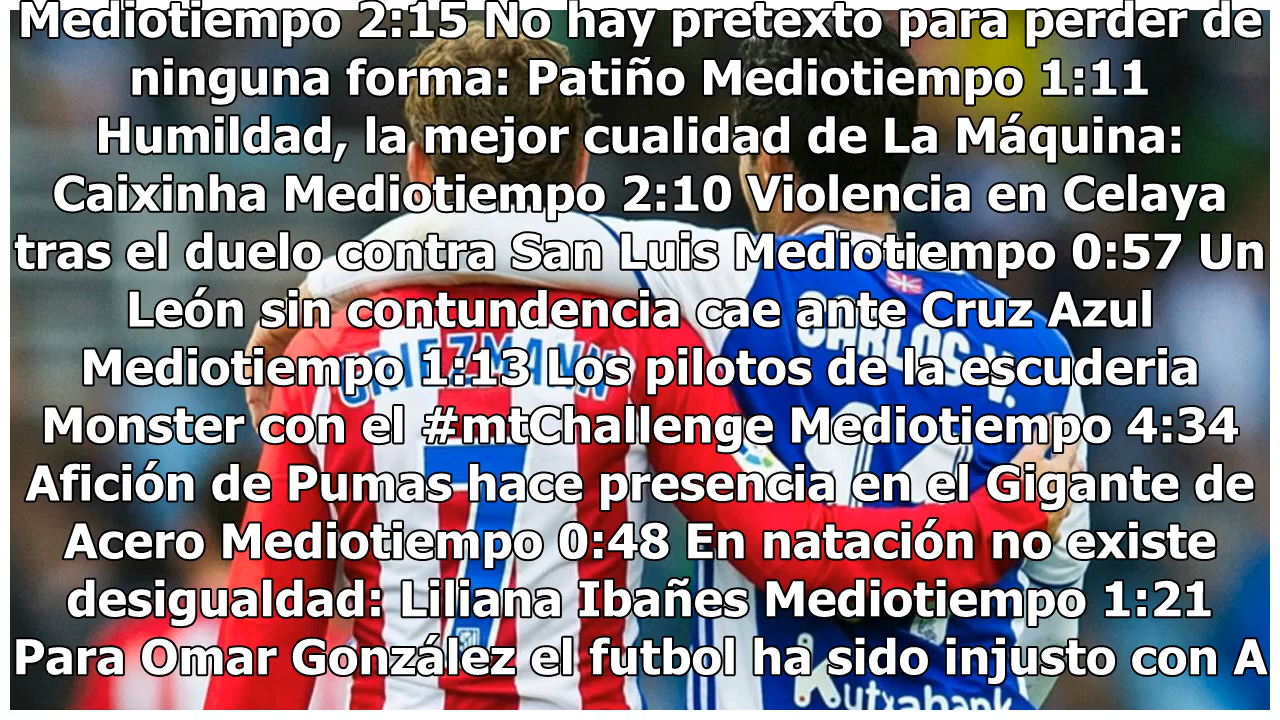 Mediotiempo 2:15 No hay pretexto para perder de
ninguna forma: Patiño Mediotiempo 1:11
Humildad, la mejor cualidad de La Máquina:
Caixinha Mediotiempo 2:10 Violencia en Celaya
tras el duelo contra San Luis Mediotiempo 0:57 Un
León sin contundencia cae ante Cruz Azul
Mediotiempo 1:13 Los pilotos de la escuderia
Monster con el #mtChallenge Mediotiempo 4:34
Afición de Pumas hace presencia en el Gigante de
Acero Mediotiempo 0:48 En natación no existe
desigualdad: Liliana Ibañes Mediotiempo 1:21
Para Omar González el futbol ha sido injusto con A
GRIEZMANN
7
CARLOS V.
kutxabank